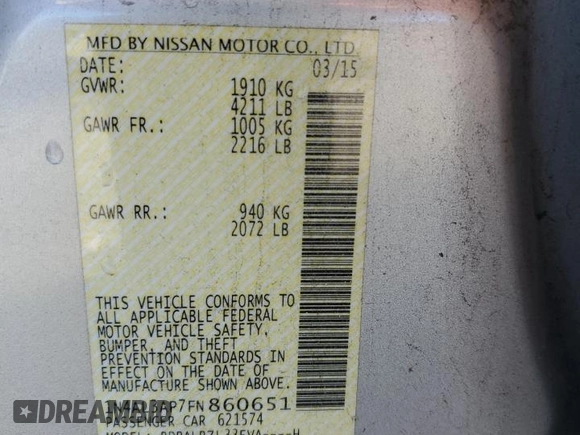 MFD BY NISSAN MOTOR CO., LTD.
DATE: 03/15
GVWR: 1910 KG
4211 LB
GAWR FR.: 1005 KG
2216 LB
GAWR RR.: 940 KG
2072 LB
THIS VEHICLE CONFORMS TO
ALL APPLICABLE FEDERAL
MOTOR VEHICLE SAFETY,
BUMPER, AND THEFT
PREVENTION STANDARDS
IN EFFECT ON THE DATE OF
MANUFACTURE SHOWN ABOVE.
1N4AL3AP7FN860651
PASSENGER CAR 621574
DREAMBID